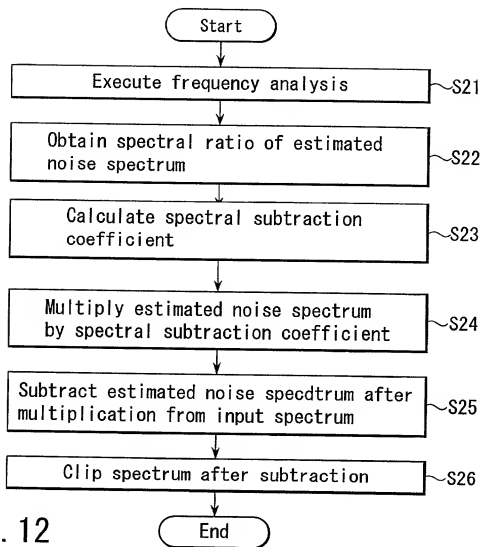 Start
Execute frequency analysis
S21
Obtain spectral ratio of estimated
noise spectrum
S22
Calculate spectral subtraction
coefficient
S23
Multiply estimated noise spectrum
by spectral subtraction coefficient
S24
Subtract estimated noise specdtrum after
multiplication from input spectrum
S25
Clip spectrum after subtraction
S26
End
. 12